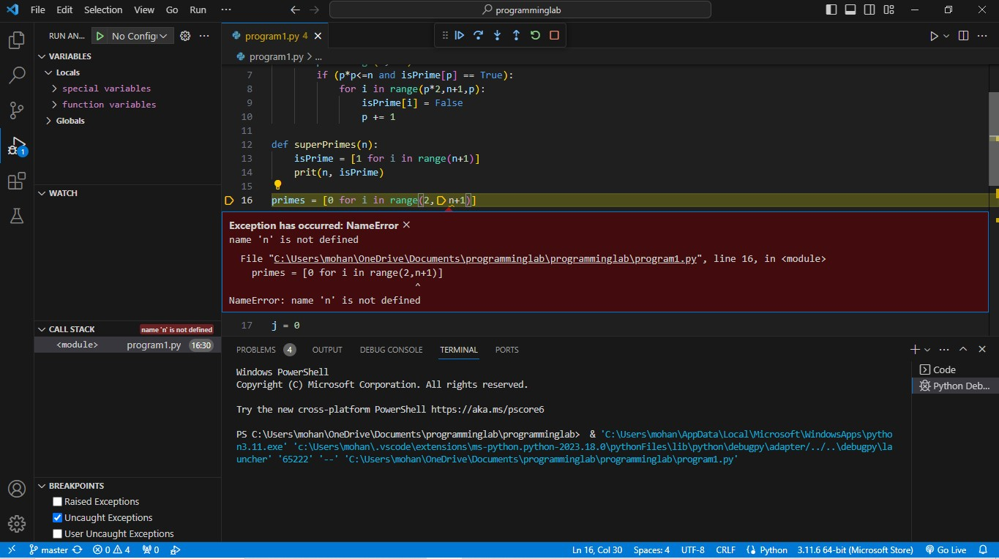 File Edit Selection View Go Run ··· programminglab
RUN AN... No Config ···
program1.py 4
program1.py > ...
VARIABLES
Locals
special variables
function variables
Globals
WATCH
CALL STACK name 'n' is not defined
<module> program1.py 16:30
BREAKPOINTS
Raised Exceptions
Uncaught Exceptions
User Uncaught Exceptions
7 if (p*p<=n and isPrime[p] == True):
8 for i in range(p*2,n+1,p):
9 isPrime[i] = False
10 p += 1
11
12 def superPrimes(n):
13 isPrime = [1 for i in range(n+1)]
14 prit(n, isPrime)
15
16 primes = [0 for i in range(2, n+1)]
Exception has occurred: NameError
name 'n' is not defined
File "C:\Users\mohan\OneDrive\Documents\programminglab\programminglab\program1.py", line 16, in <module>
primes = [0 for i in range(2,n+1)]
^
NameError: name 'n' is not defined
17 j = 0
PROBLEMS 4 OUTPUT DEBUG CONSOLE TERMINAL PORTS
Windows PowerShell
Copyright (C) Microsoft Corporation. All rights reserved.
Try the new cross-platform PowerShell https://aka.ms/pscore6
PS C:\Users\mohan\OneDrive\Documents\programminglab\programminglab> & 'C:\Users\mohan\AppData\Local\Microsoft\WindowsApps\pytho
n3.11.exe' 'c:\Users\mohan\.vscode\extensions\ms-python.python-2023.18.0\pythonFiles\lib\python\debugpy\adapter/../..\debugpy\la
uncher' '65222' '--' 'C:\Users\mohan\OneDrive\Documents\programminglab\programminglab\program1.py'
Code
Python Deb...
1
master 0 4 0 Ln 16, Col 30 Spaces: 4 UTF-8 CRLF Python 3.11.6 64-bit (Microsoft Store) Go Live